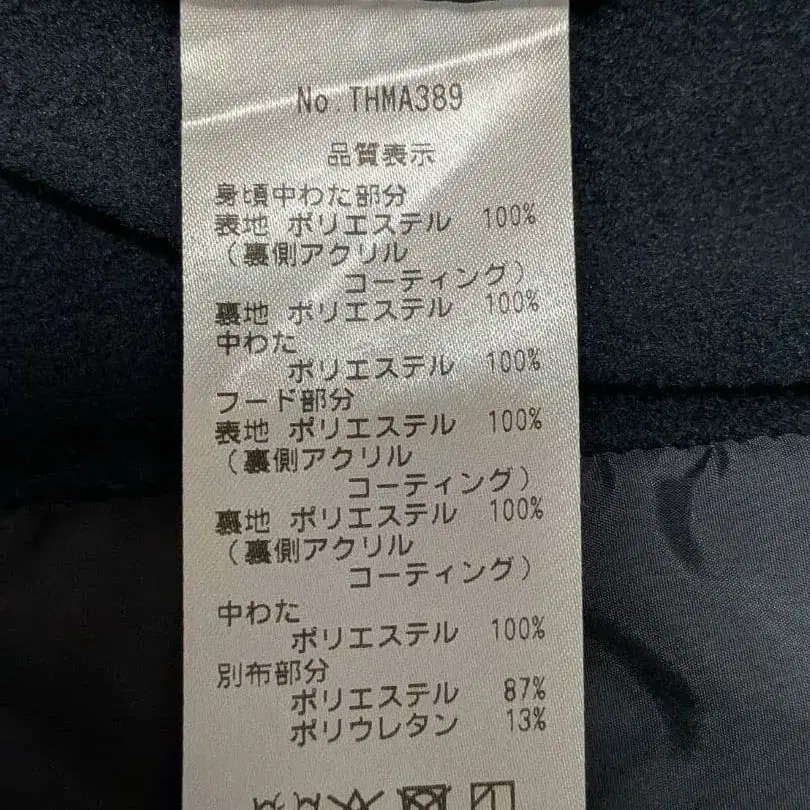 No.THMA389
品質表示
身頃中わた部分
表地 ポリエステル 100%
（裏側アクリル
コーティング）
裏地 ポリエステル 100%
中わた
ポリエステル 100%
フード部分
表地 ポリエステル 100%
（裏側アクリル
コーティング）
裏地 ポリエステル 100%
（裏側アクリル
コーティング）
中わた
ポリエステル 100%
別布部分
ポリエステル 87%
ポリウレタン 13%